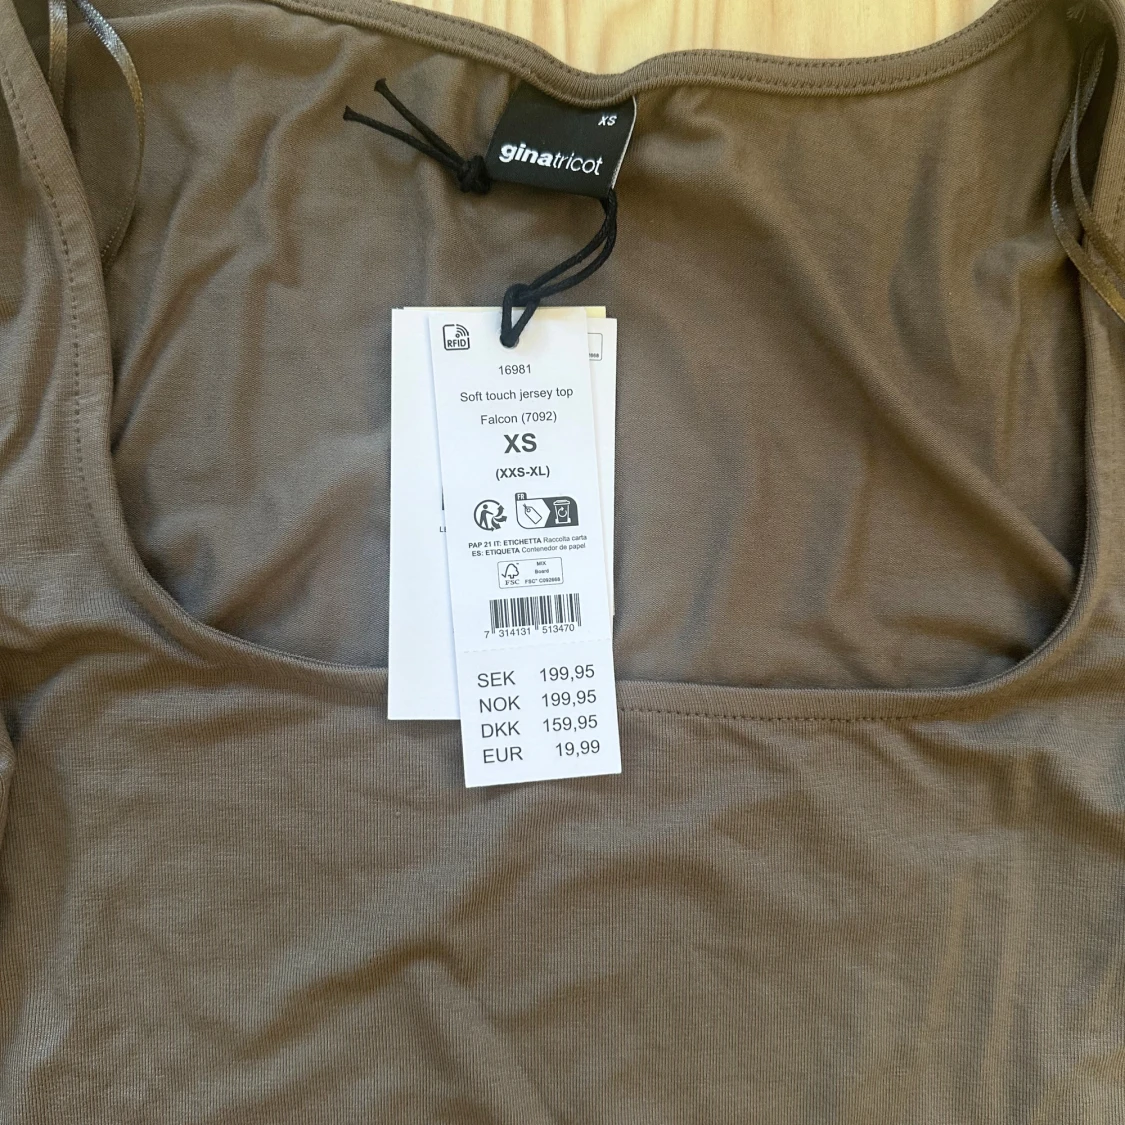 XS
ginatricot
RFID
16981
Soft touch jersey top
Falcon (7092)
XS
(XXS-XL)
FR
PAP 21 IT: ETICHETTA Raccolta carta
ES: ETIQUETA Contenedor de papel
MIX
Board
FSC FSC® C092668
7 314131 513470
SEK 199,95
NOK 199,95
DKK 159,95
EUR 19,99